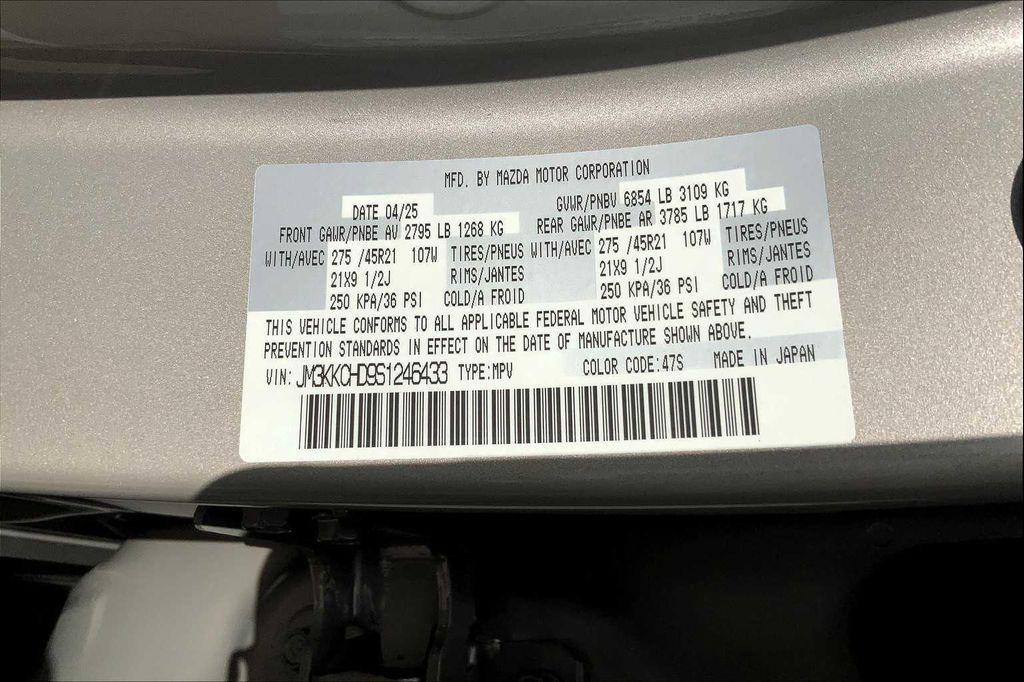 MFD. BY MAZDA MOTOR CORPORATION
DATE 04/25 GVWR/PNBV 6854 LB 3109 KG
FRONT GAWR/PNBE AV 2795 LB 1268 KG REAR GAWR/PNBE AR 3785 LB 1717 KG
WITH/AVEC 275 /45R21 107W TIRES/PNEUS WITH/AVEC 275 /45R21 107W TIRES/PNEUS
21X9 1/2J RIMS/JANTES 21X9 1/2J RIMS/JANTES
250 KPA/36 PSI COLD/A FROID 250 KPA/36 PSI COLD/A FROID
THIS VEHICLE CONFORMS TO ALL APPLICABLE FEDERAL MOTOR VEHICLE SAFETY AND THEFT
PREVENTION STANDARDS IN EFFECT ON THE DATE OF MANUFACTURE SHOWN ABOVE.
VIN: JM3KKCHD9S1246433 TYPE:MPV COLOR CODE:47S MADE IN JAPAN